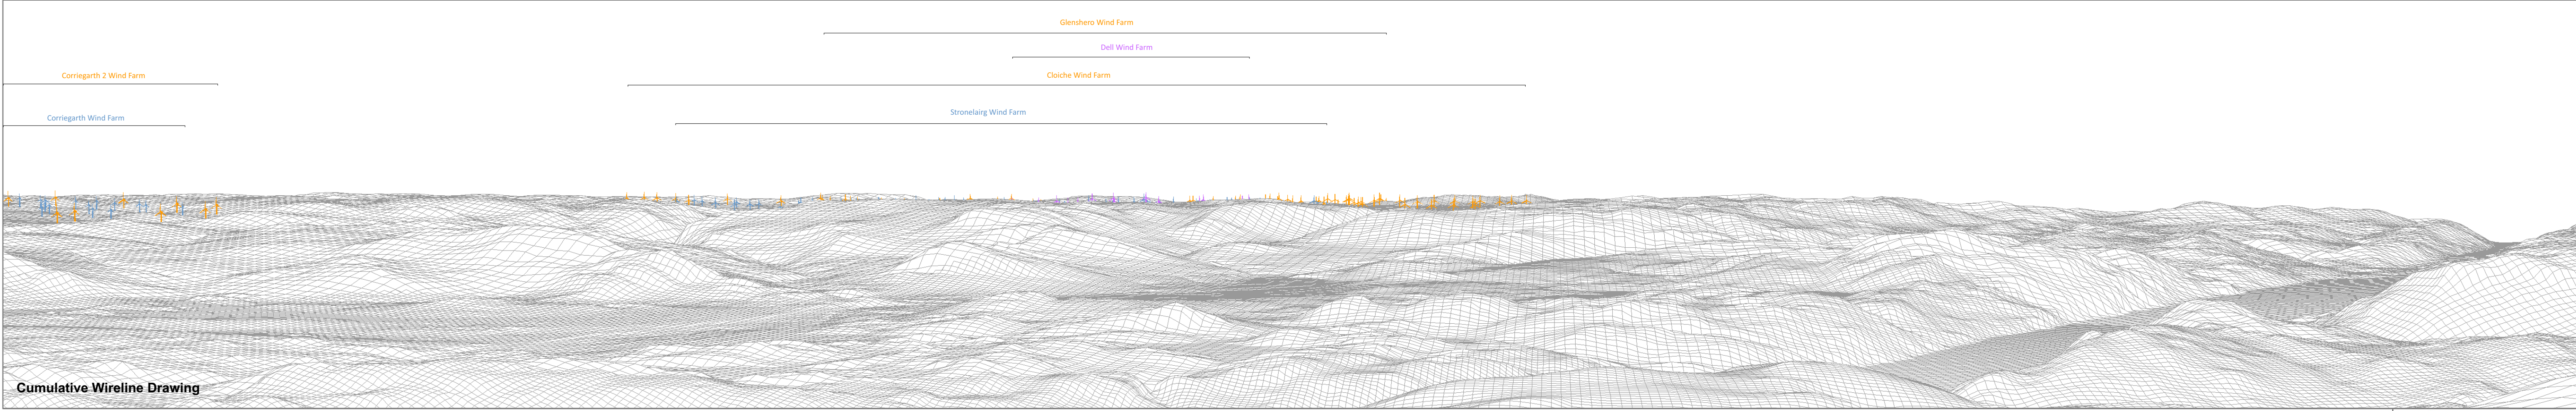 Glenshero Wind Farm
Dell Wind Farm
Corriegarth 2 Wind Farm
Cloiche Wind Farm
Stronelairg Wind Farm
Corriegarth Wind Farm
Cumulative Wireline Drawing